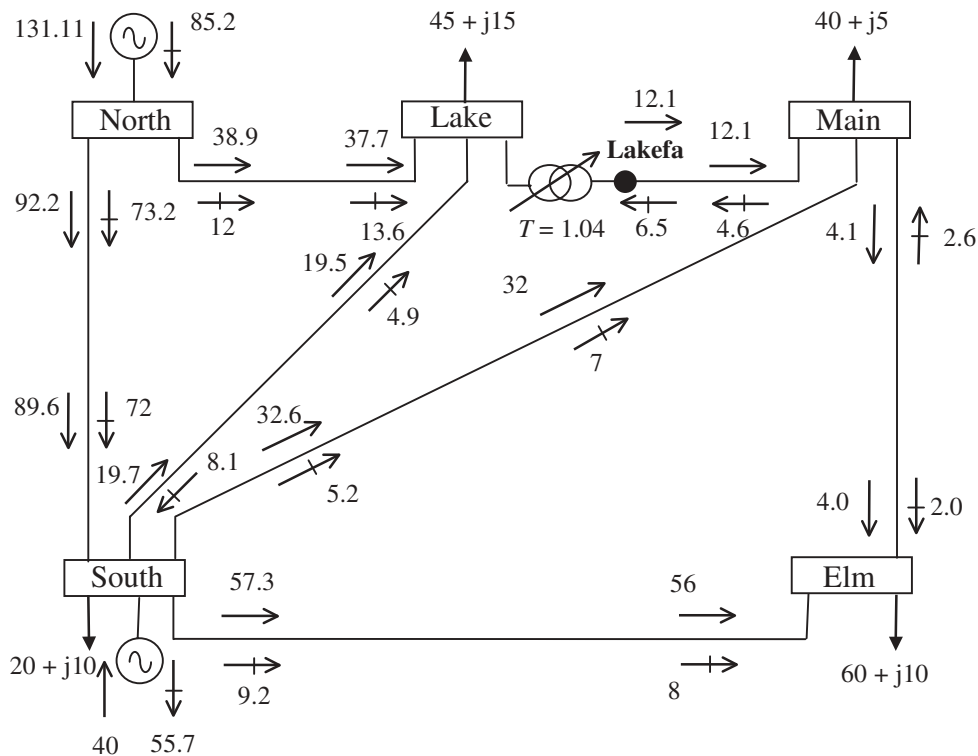 131.11
85.2
45 + j15
40 + j5
North
Lake
Main
38.9
37.7
12.1
12.1
Lakefa
92.2
73.2
12
13.6
T = 1.04
6.5
4.6
4.1
2.6
19.5
4.9
32
7
89.6
72
32.6
19.7
8.1
5.2
4.0
2.0
South
57.3
56
Elm
20 + j10
9.2
8
60 + j10
40
55.7